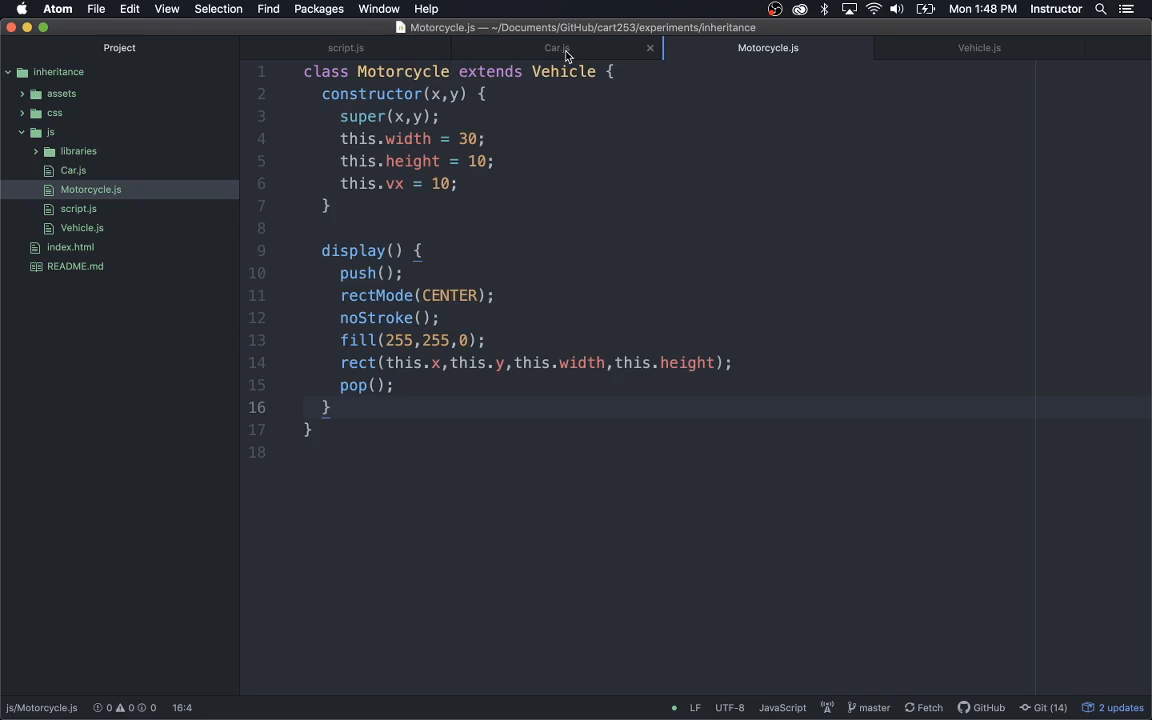 Atom File Edit View Selection Find Packages Window Help Mon 1:48 PM Instructor
Motorcycle.js — ~/Documents/GitHub/cart253/experiments/inheritance
Project
script.js Car.js Motorcycle.js Vehicle.js
inheritance
assets
css
js
libraries
Car.js
Motorcycle.js
script.js
Vehicle.js
index.html
README.md
1 class Motorcycle extends Vehicle {
2 constructor(x,y) {
3 super(x,y);
4 this.width = 30;
5 this.height = 10;
6 this.vx = 10;
7 }
8
9 display() {
10 push();
11 rectMode(CENTER);
12 noStroke();
13 fill(255,255,0);
14 rect(this.x,this.y,this.width,this.height);
15 pop();
16 }
17 }
18
js/Motorcycle.js 0 0 0 16:4 LF UTF-8 JavaScript master Fetch GitHub Git (14) 2 updates